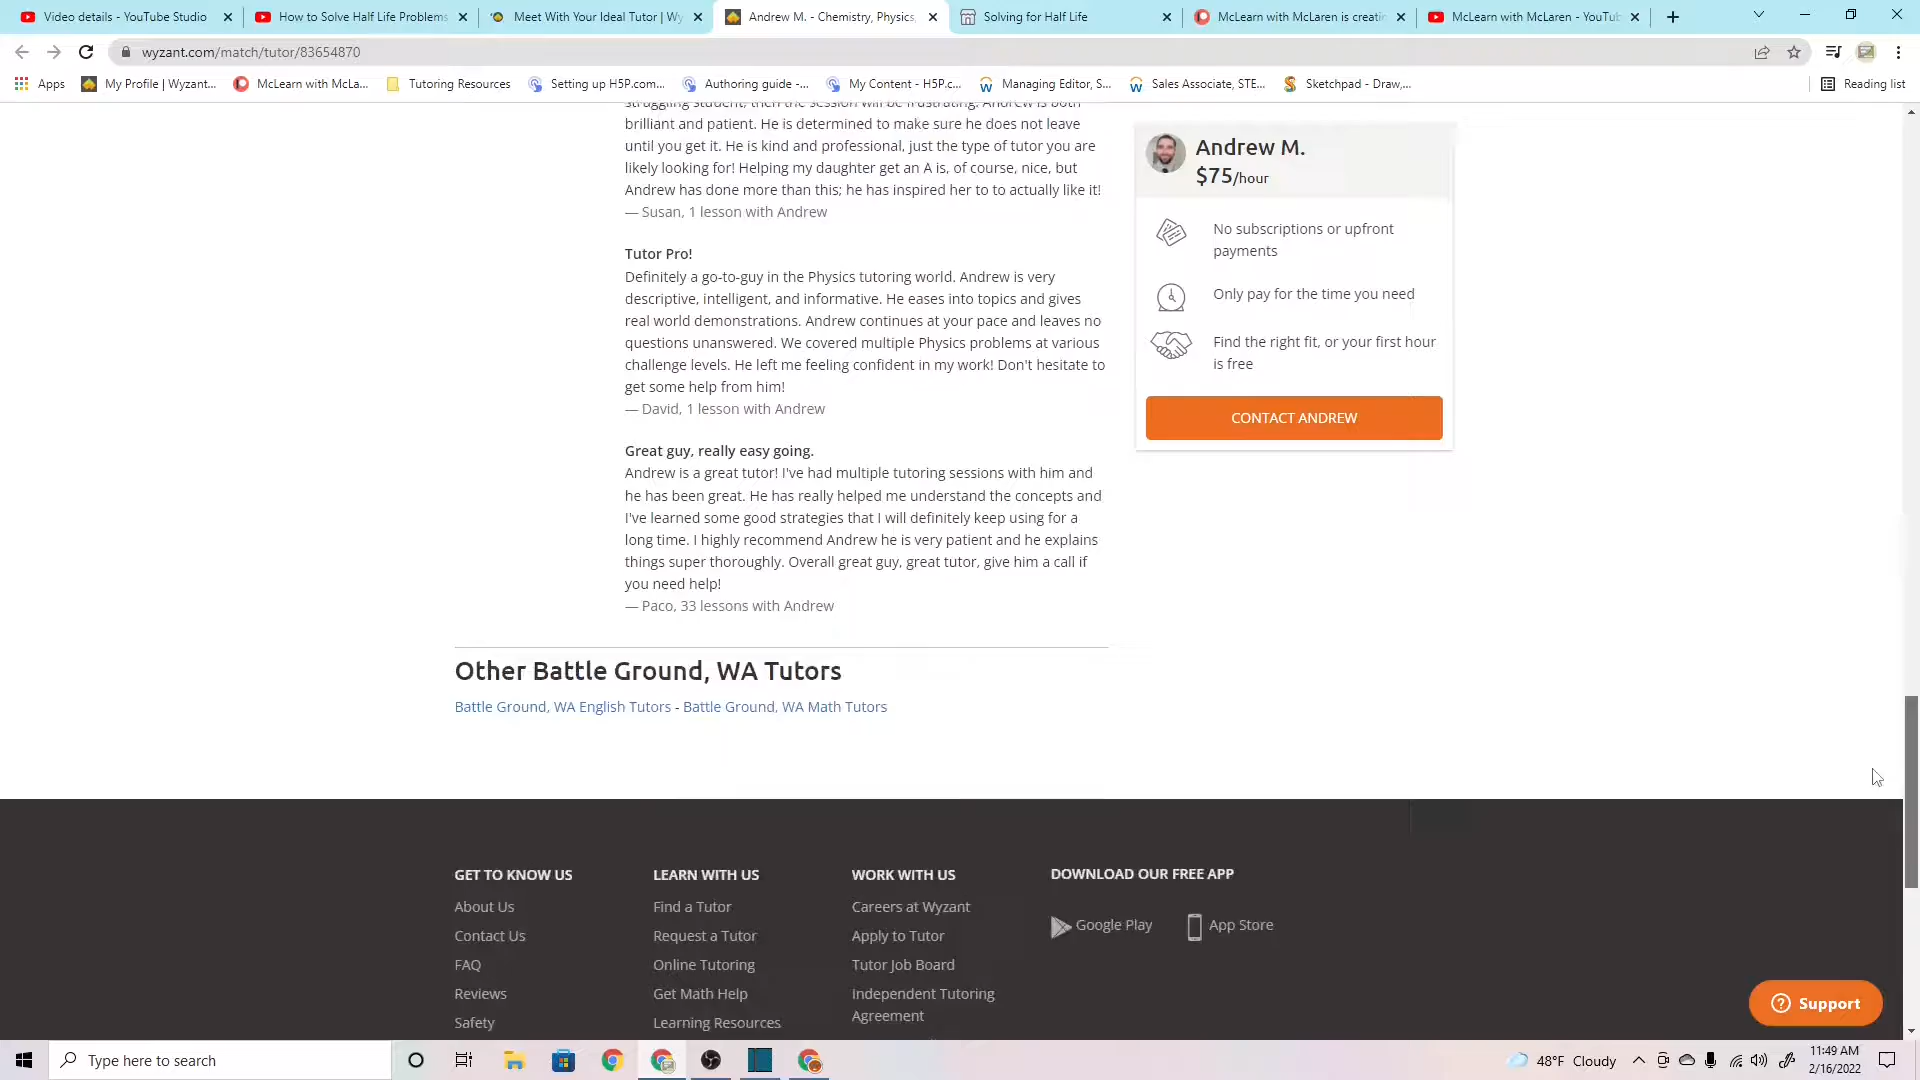 Video details - YouTube Studio
How to Solve Half Life Problems
Meet With Your Ideal Tutor | Wy
Andrew M. - Chemistry, Physics,
Solving for Half Life
McLearn with McLaren is creatin
McLearn with McLaren - YouTub
wyzant.com/match/tutor/83654870
Apps
My Profile | Wyzant...
McLearn with McLa...
Tutoring Resources
Setting up H5P.com...
Authoring guide -...
My Content - H5P.c...
Managing Editor, S...
Sales Associate, STE...
Sketchpad - Draw,...
Reading list
struggling student, then the session will be frustrating. Andrew is both
brilliant and patient. He is determined to make sure he does not leave
until you get it. He is kind and professional, just the type of tutor you are
likely looking for! Helping my daughter get an A is, of course, nice, but
Andrew has done more than this; he has inspired her to to actually like it!
— Susan, 1 lesson with Andrew
Tutor Pro!
Definitely a go-to-guy in the Physics tutoring world. Andrew is very
descriptive, intelligent, and informative. He eases into topics and gives
real world demonstrations. Andrew continues at your pace and leaves no
questions unanswered. We covered multiple Physics problems at various
challenge levels. He left me feeling confident in my work! Don't hesitate to
get some help from him!
— David, 1 lesson with Andrew
Great guy, really easy going.
Andrew is a great tutor! I've had multiple tutoring sessions with him and
he has been great. He has really helped me understand the concepts and
I've learned some good strategies that I will definitely keep using for a
long time. I highly recommend Andrew he is very patient and he explains
things super thoroughly. Overall great guy, great tutor, give him a call if
you need help!
— Paco, 33 lessons with Andrew
Andrew M.
$75/hour
No subscriptions or upfront
payments
Only pay for the time you need
Find the right fit, or your first hour
is free
CONTACT ANDREW
Other Battle Ground, WA Tutors
Battle Ground, WA English Tutors - Battle Ground, WA Math Tutors
GET TO KNOW US
About Us
Contact Us
FAQ
Reviews
Safety
LEARN WITH US
Find a Tutor
Request a Tutor
Online Tutoring
Get Math Help
Learning Resources
WORK WITH US
Careers at Wyzant
Apply to Tutor
Tutor Job Board
Independent Tutoring
Agreement
DOWNLOAD OUR FREE APP
Google Play
App Store
Support
Type here to search
48°F Cloudy
11:49 AM
2/16/2022